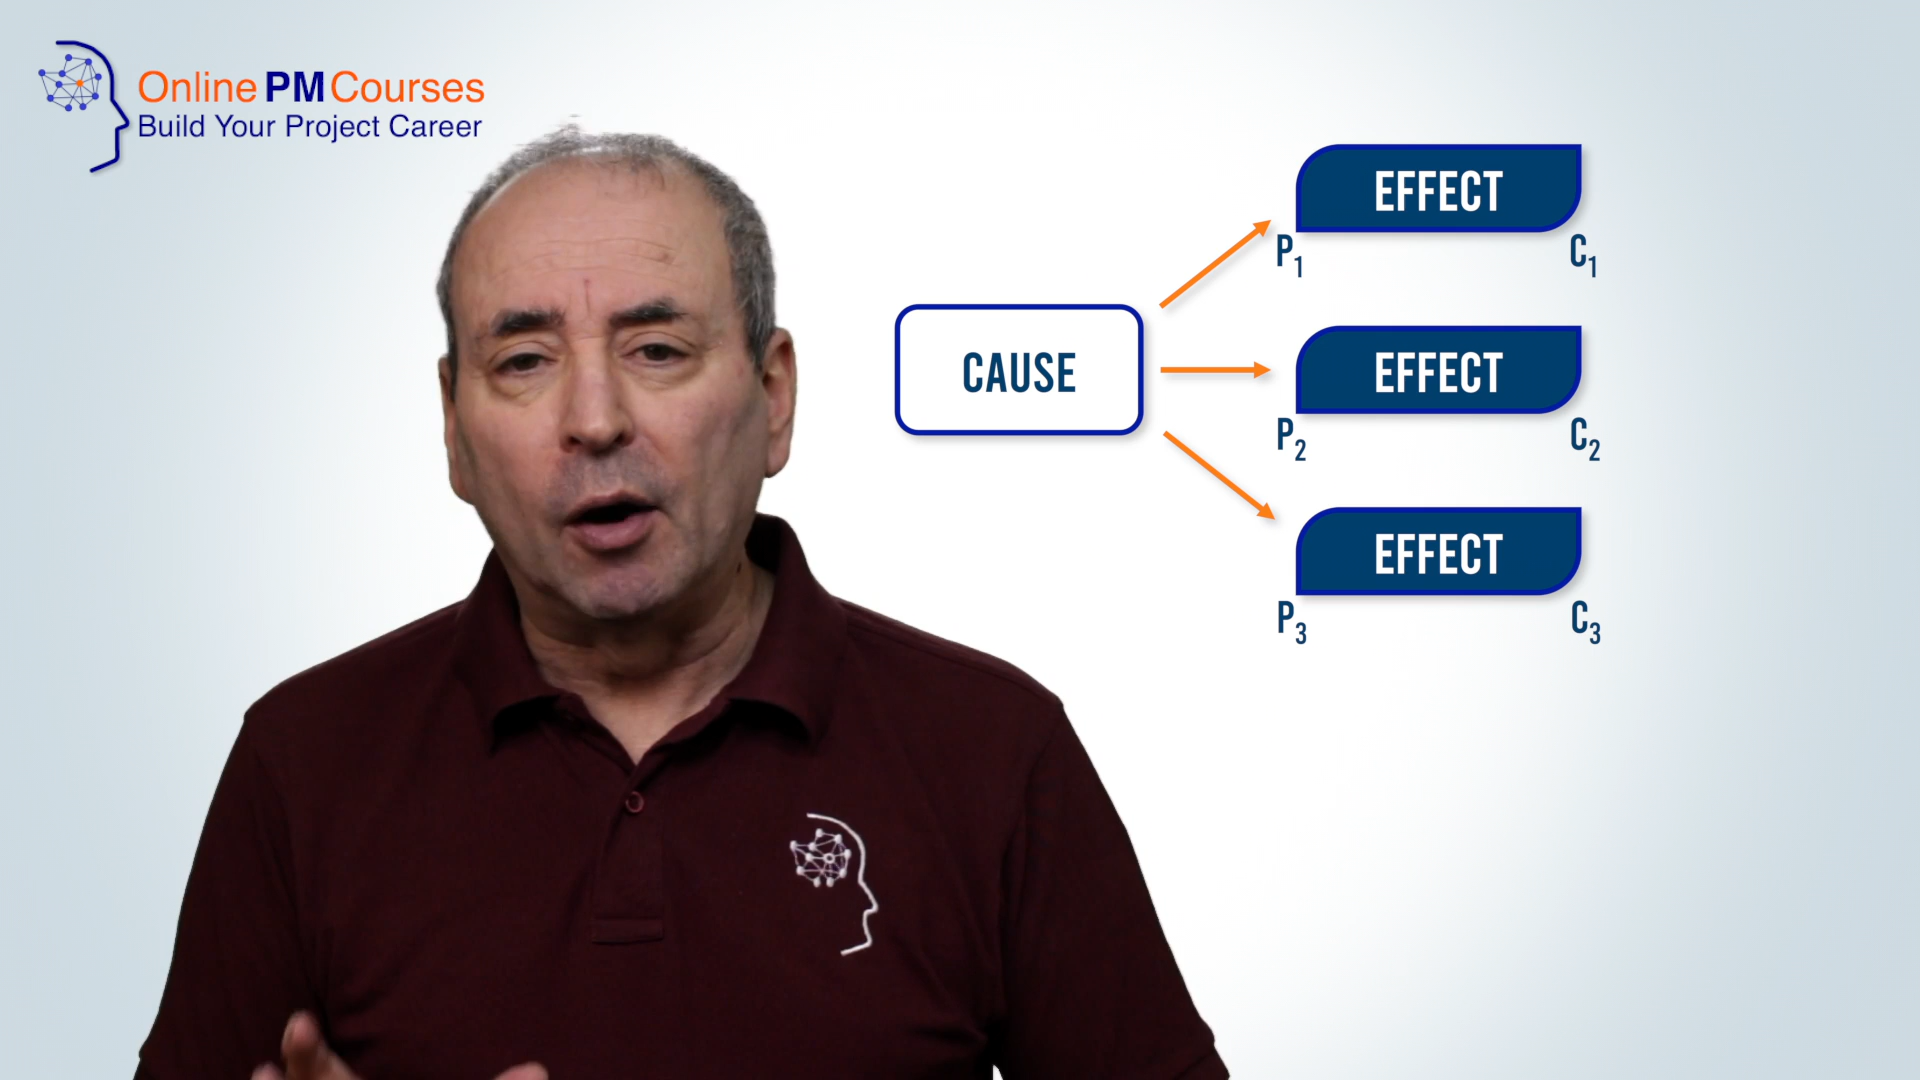 Online PM Courses
Build Your Project Career
EFFECT
P1 C1
CAUSE
EFFECT
P2 C2
EFFECT
P3 C3